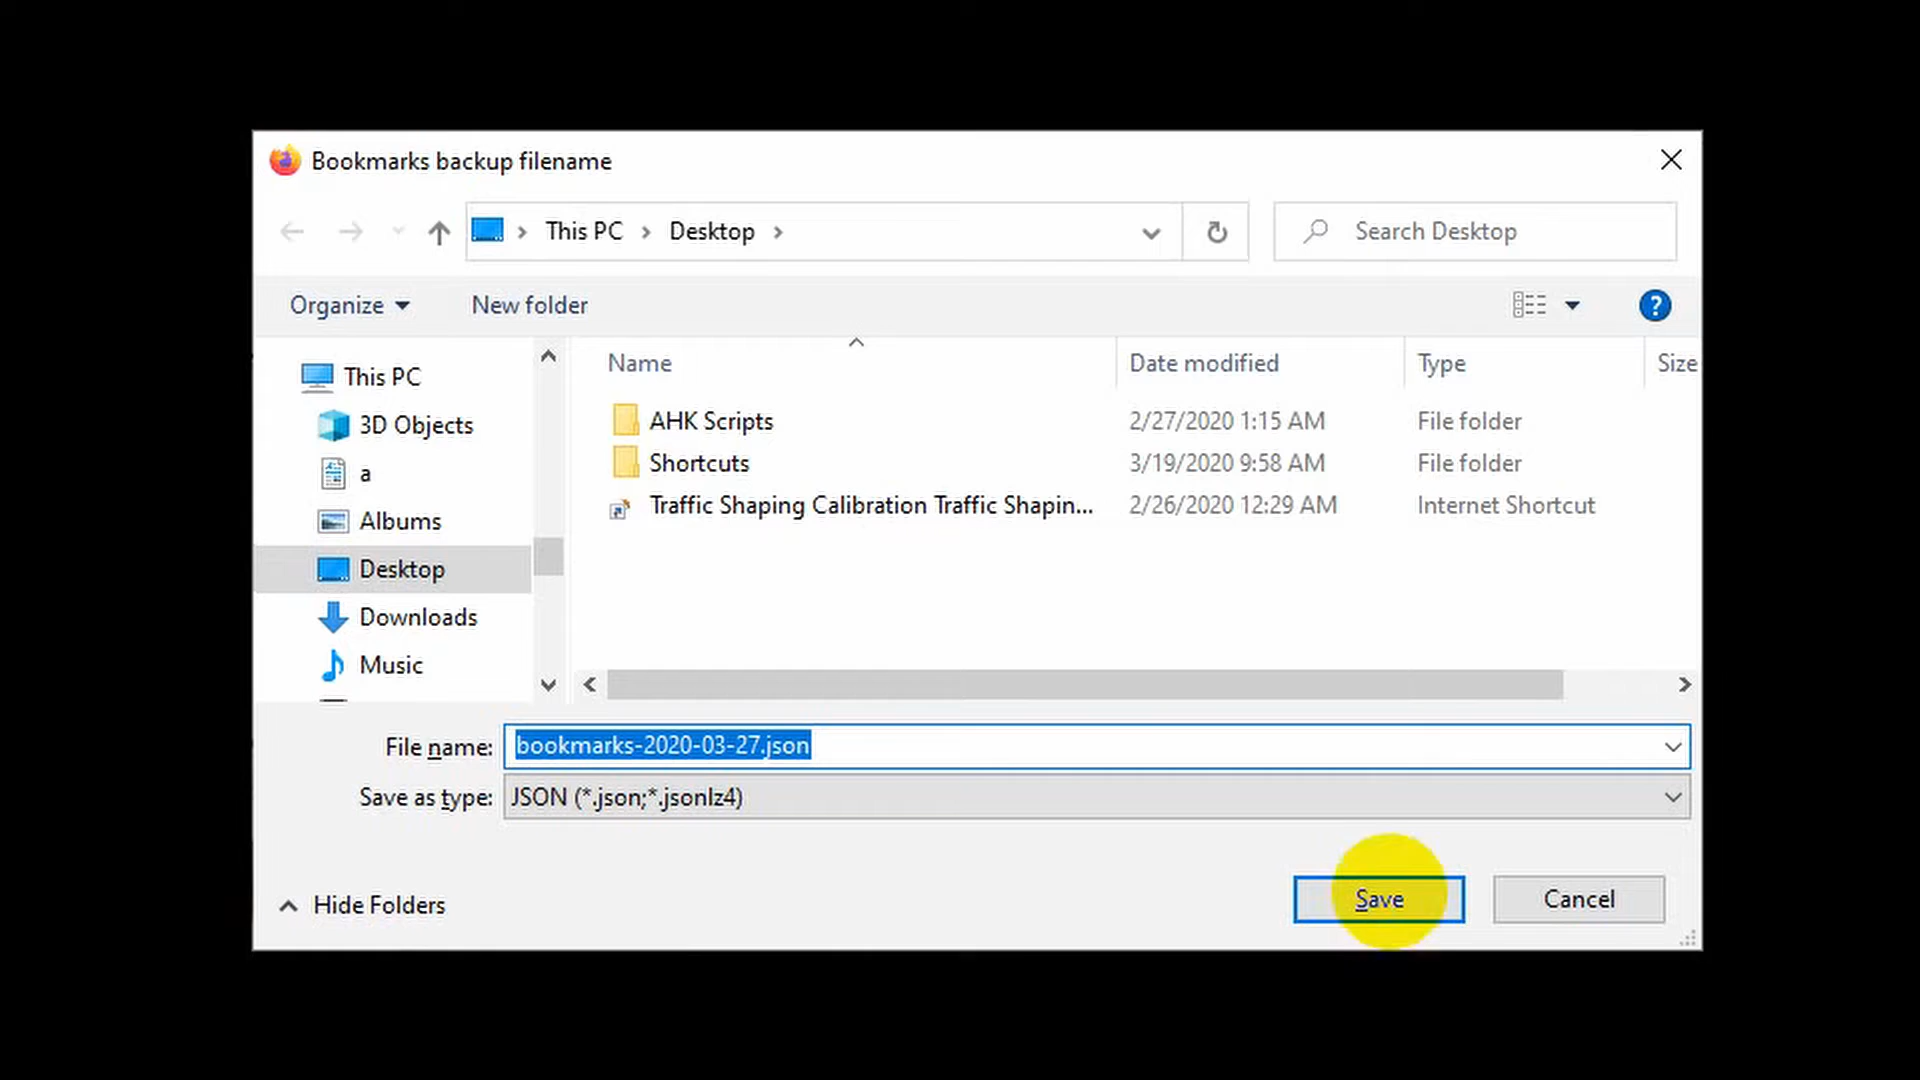 Bookmarks backup filename
This PC Desktop
Search Desktop
Organize New folder ?
Name Date modified Type Size
This PC
3D Objects
a
Albums
Desktop
Downloads
Music
AHK Scripts 2/27/2020 1:15 AM File folder
Shortcuts 3/19/2020 9:58 AM File folder
Traffic Shaping Calibration Traffic Shapin... 2/26/2020 12:29 AM Internet Shortcut
File name: bookmarks-2020-03-27.json
Save as type: JSON (*.json;*.jsonlz4)
Hide Folders
Save Cancel